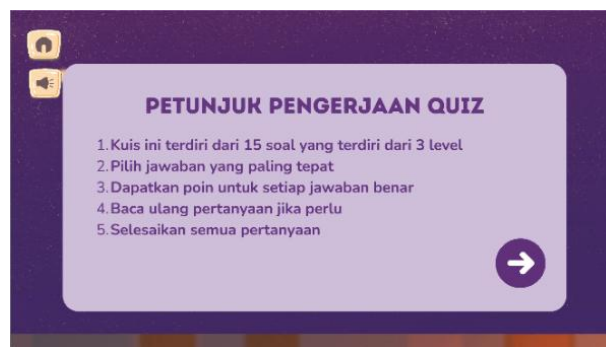 PETUNJUK PENGERJAAN QUIZ
1.Kuis ini terdiri dari 15 soal yang terdiri dari 3 level
2.Pilih jawaban yang paling tepat
3.Dapatkan poin untuk setiap jawaban benar
4.Baca ulang pertanyaan jika perlu
5.Selesaikan semua pertanyaan